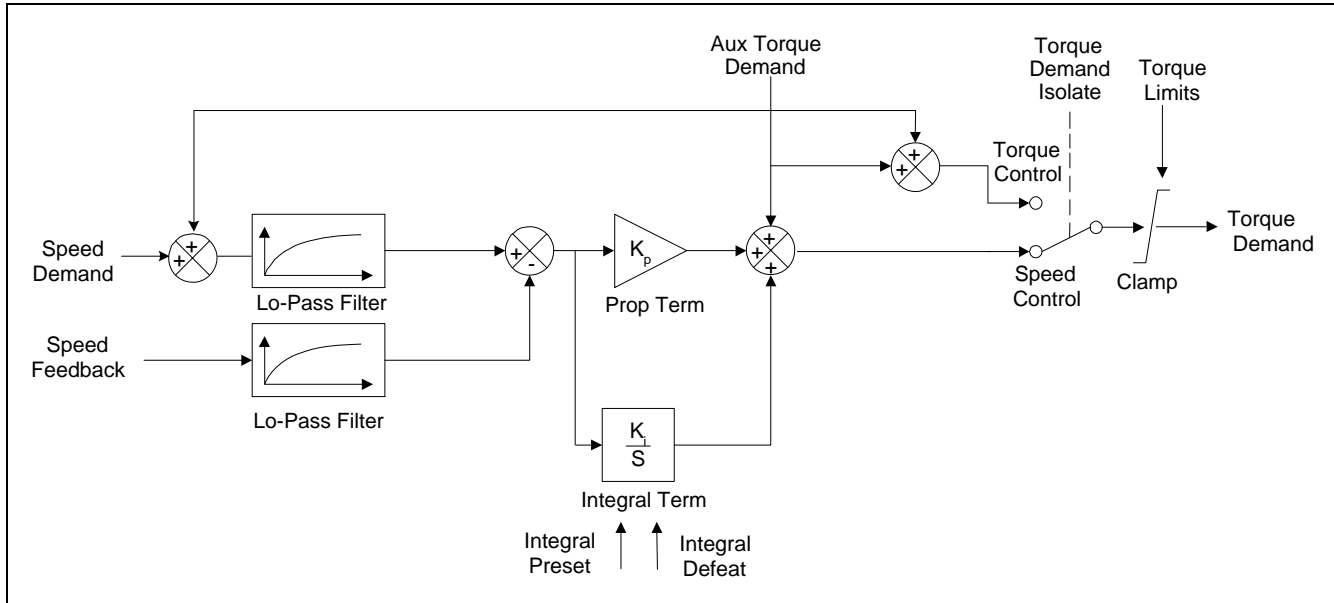 Aux Torque
Demand
Torque
Demand
Isolate
Torque
Limits
+
+
Torque
Control
Speed
Demand
+
+
Lo-Pass Filter
+
-
K
p
Prop Term
+
+
+
Speed
Control
Clamp
Torque
Demand
Speed
Feedback
Lo-Pass Filter
K
i
S
Integral Term
Integral
Preset
Integral
Defeat